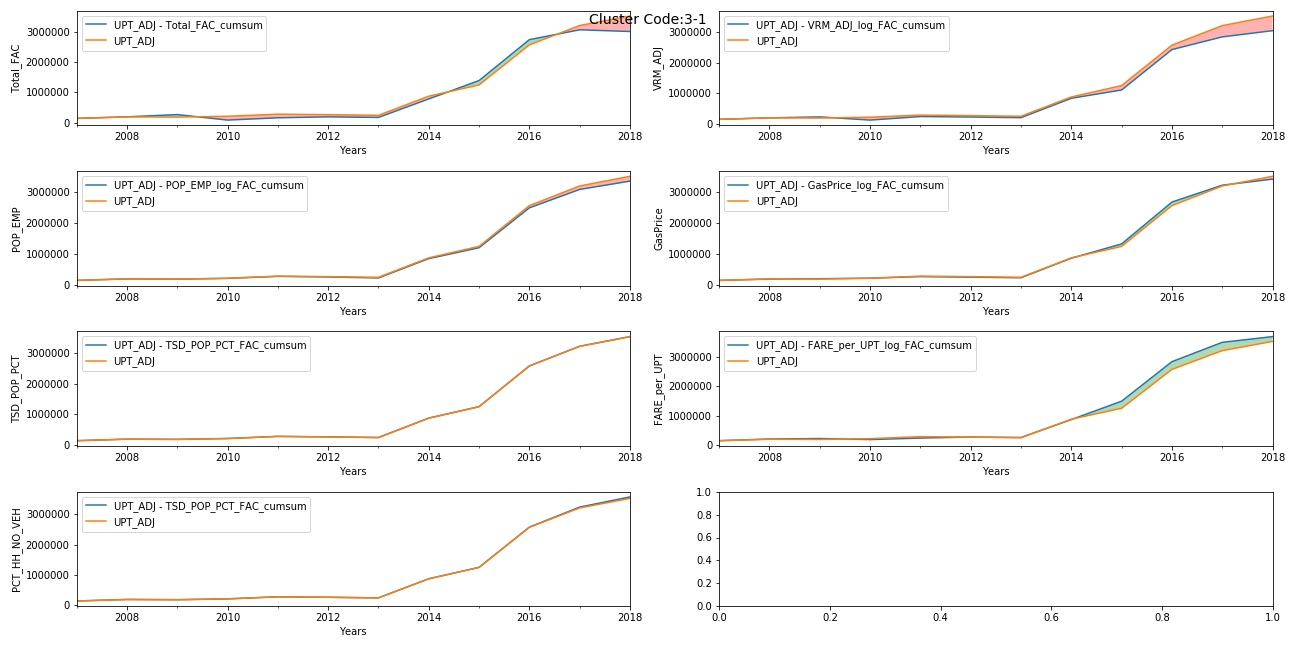 Cluster Code:3-1
UPT_ADJ - Total_FAC_cumsum
UPT_ADJ
Total_FAC
3000000
2000000
1000000
0
2008 2010 2012 2014 2016 2018
Years
UPT_ADJ - VRM_ADJ_log_FAC_cumsum
UPT_ADJ
VRM_ADJ
3000000
2000000
1000000
0
2008 2010 2012 2014 2016 2018
Years
UPT_ADJ - POP_EMP_log_FAC_cumsum
UPT_ADJ
POP_EMP
3000000
2000000
1000000
0
2008 2010 2012 2014 2016 2018
Years
UPT_ADJ - GasPrice_log_FAC_cumsum
UPT_ADJ
GasPrice
3000000
2000000
1000000
0
2008 2010 2012 2014 2016 2018
Years
UPT_ADJ - TSD_POP_PCT_FAC_cumsum
UPT_ADJ
TSD_POP_PCT
3000000
2000000
1000000
0
2008 2010 2012 2014 2016 2018
Years
UPT_ADJ - FARE_per_UPT_log_FAC_cumsum
UPT_ADJ
FARE_per_UPT
3000000
2000000
1000000
0
2008 2010 2012 2014 2016 2018
Years
UPT_ADJ - TSD_POP_PCT_FAC_cumsum
UPT_ADJ
PCT_HH_NO_VEH
3000000
2000000
1000000
0
2008 2010 2012 2014 2016 2018
Years
1.0
0.8
0.6
0.4
0.2
0.0
0.0 0.2 0.4 0.6 0.8 1.0